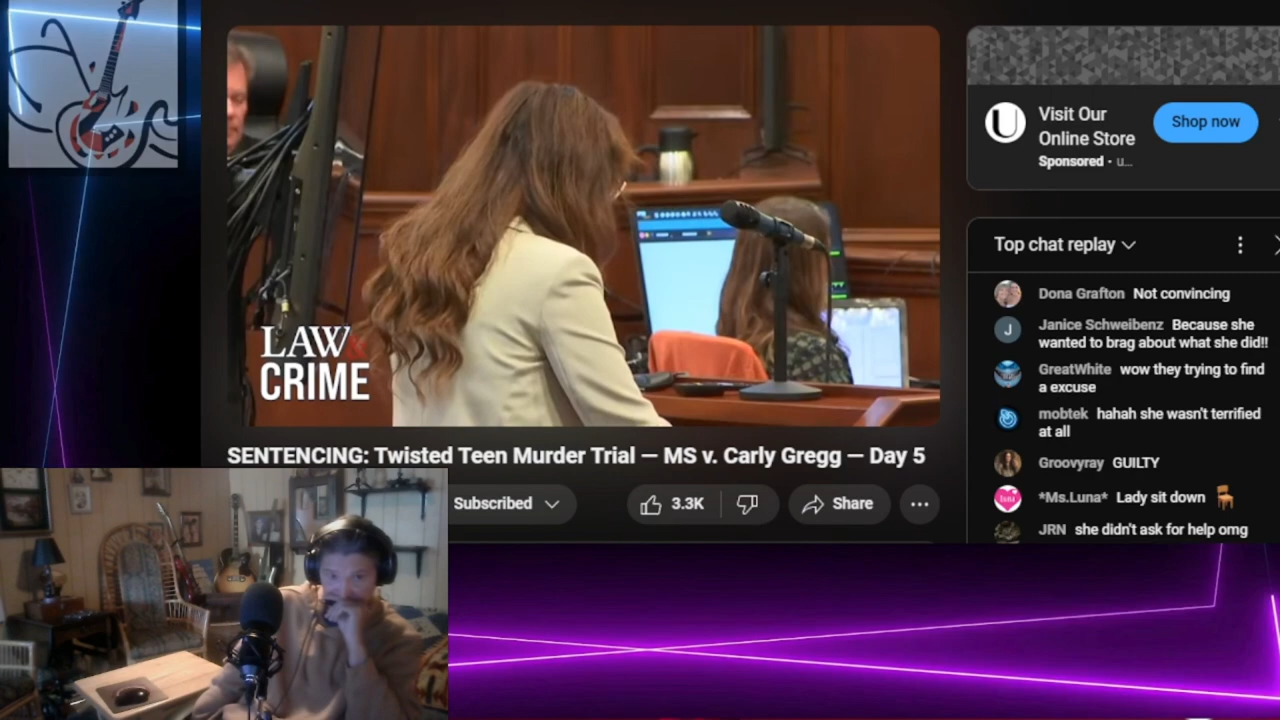 LAW&
CRIME
SENTENCING: Twisted Teen Murder Trial — MS v. Carly Gregg — Day 5
Subscribed
3.3K
Share
Visit Our
Online Store
Sponsored · u...
Shop now
Top chat replay
Dona Grafton Not convincing
J
Janice Schweibenz Because she
wanted to brag about what she did!!
GreatWhite wow they trying to find
a excuse
mobtek hahah she wasn't terrified
at all
Groovyray GUILTY
*Ms.Luna* Lady sit down
JRN she didn't ask for help omg